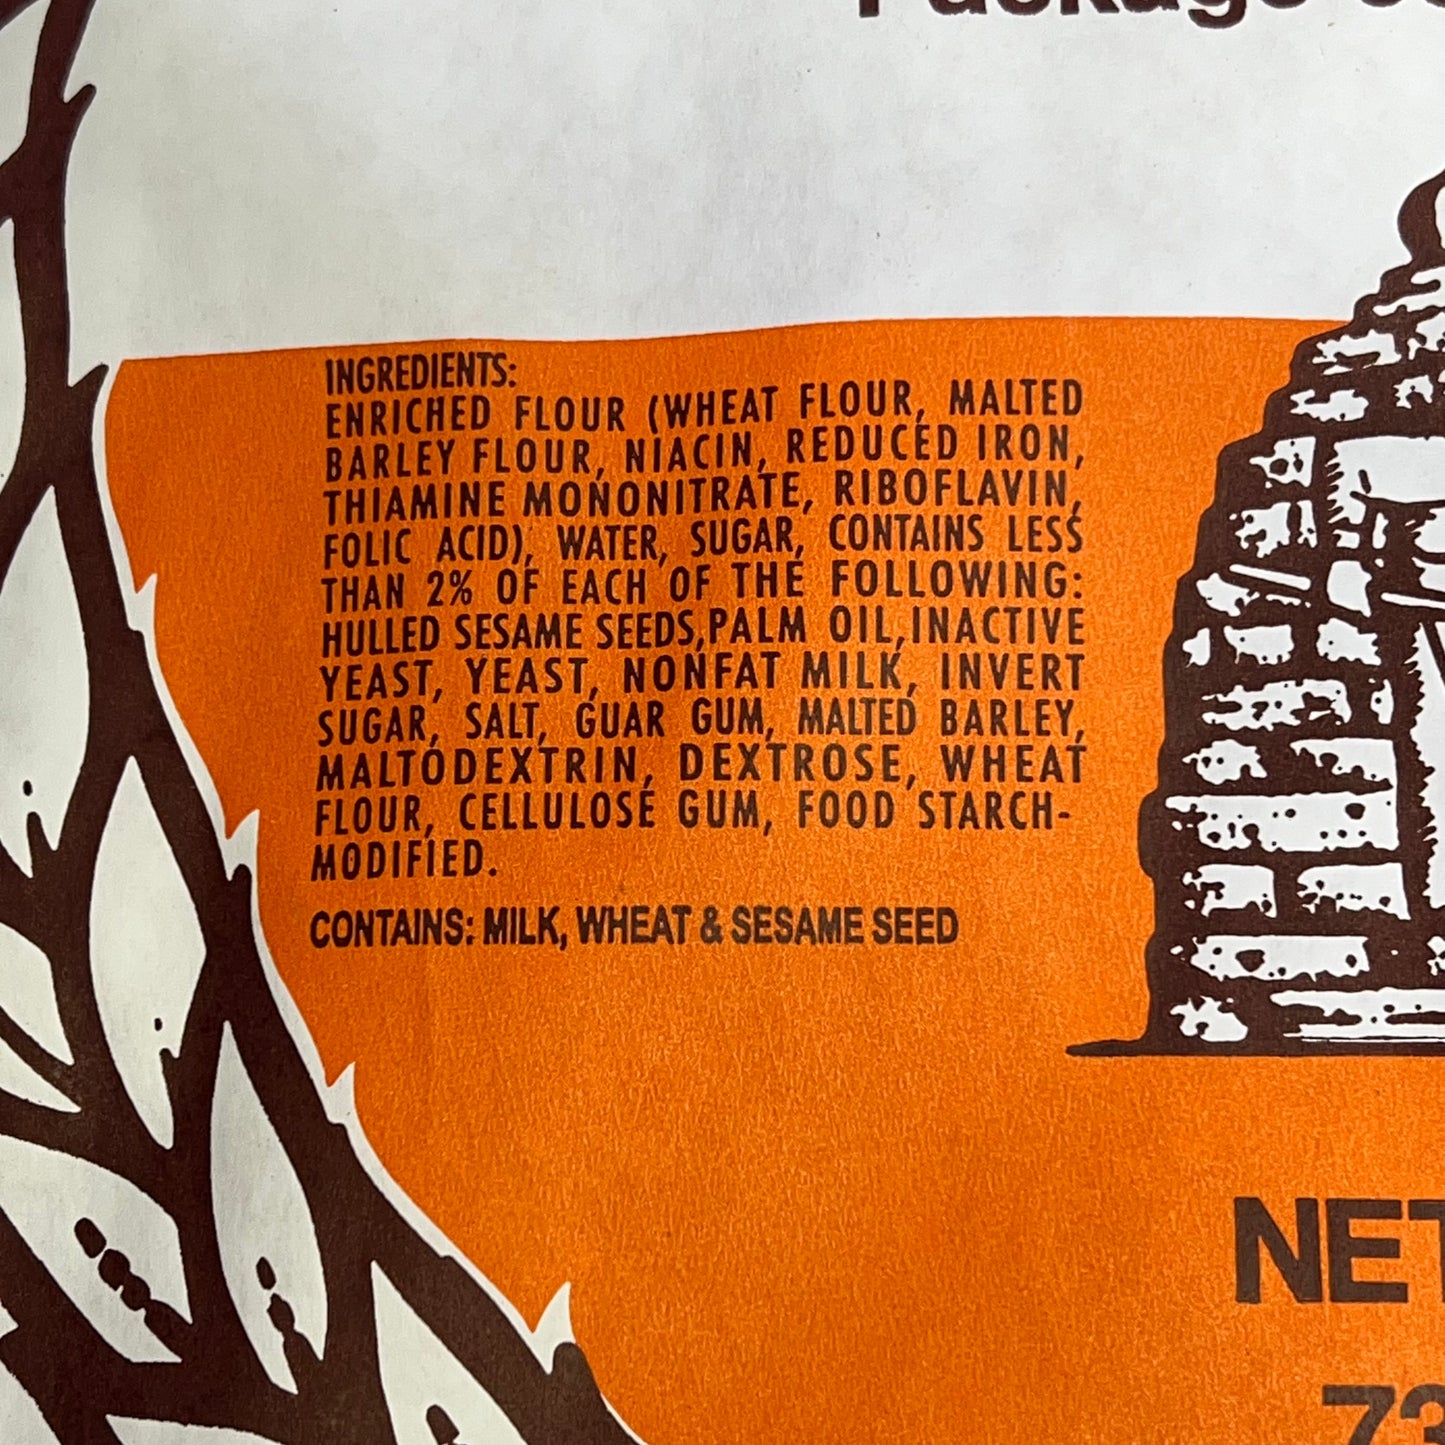 Package
INGREDIENTS:
ENRICHED FLOUR (WHEAT FLOUR, MALTED
BARLEY FLOUR, NIACIN, REDUCED IRON,
THIAMINE MONONITRATE, RIBOFLAVIN,
FOLIC ACID), WATER, SUGAR, CONTAINS LESS
THAN 2% OF EACH OF THE FOLLOWING:
HULLED SESAME SEEDS,PALM OIL,INACTIVE
YEAST, YEAST, NONFAT MILK, INVERT
SUGAR, SALT, GUAR GUM, MALTED BARLEY,
MALTODEXTRIN, DEXTROSE, WHEAT
FLOUR, CELLULOSE GUM, FOOD STARCH-
MODIFIED.
CONTAINS: MILK, WHEAT & SESAME SEED
NET
73